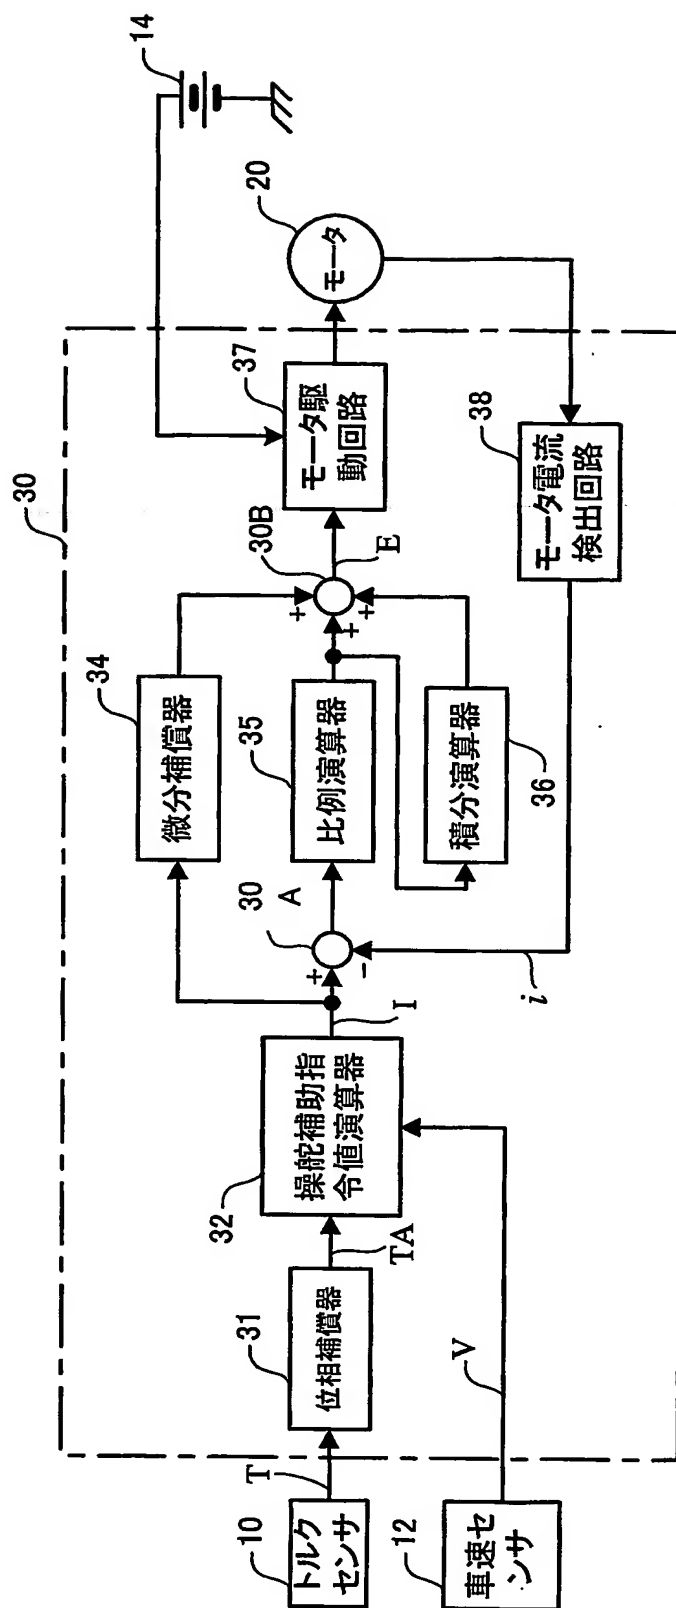 30
10
トルク
センサ
T
31
位相補償器
TA
32
操舵補助指
令値演算器
I
12
車速セ
ンサ
V
34
微分補償器
30
+
-
A
35
比例演算器
36
積分演算器
i
30B
+
+
+
E
37
モータ駆
動回路
20
モータ
14
38
モータ電流
検出回路